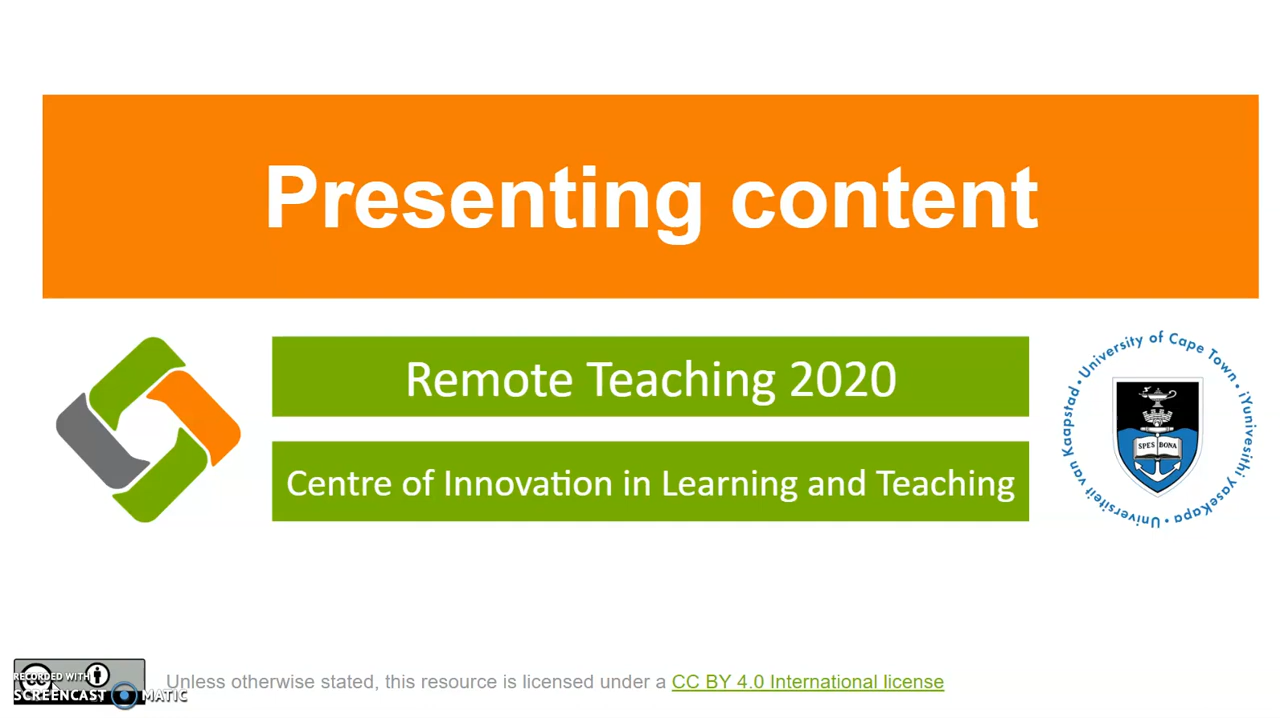 Presenting content
Remote Teaching 2020
Centre of Innovation in Learning and Teaching
University of Cape Town • iYunivesithi yaseKapa • Universiteit van Kaapstad •
SPES BONA
RECORDED WITH
SCREENCAST MATIC
Unless otherwise stated, this resource is licensed under a CC BY 4.0 International license